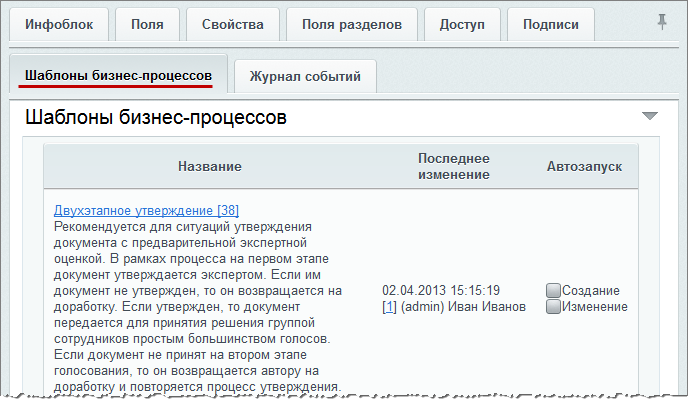 Инфоблок Поля Свойства Поля разделов Доступ Подписи
Шаблоны бизнес-процессов Журнал событий
Шаблоны бизнес-процессов
Название
Последнее
изменение
Автозапуск
Двухэтапное утверждение [38]
Рекомендуется для ситуаций утверждения
документа с предварительной экспертной
оценкой. В рамках процесса на первом этапе
документ утверждается экспертом. Если им
документ не утвержден, то он возвращается на
доработку. Если утвержден, то документ
передается для принятия решения группой
сотрудников простым большинством голосов.
Если документ не принят на втором этапе
голосования, то он возвращается автору на
доработку и повторяется процесс утверждения.
02.04.2013 15:15:19
[1] (admin) Иван Иванов
Создание
Изменение